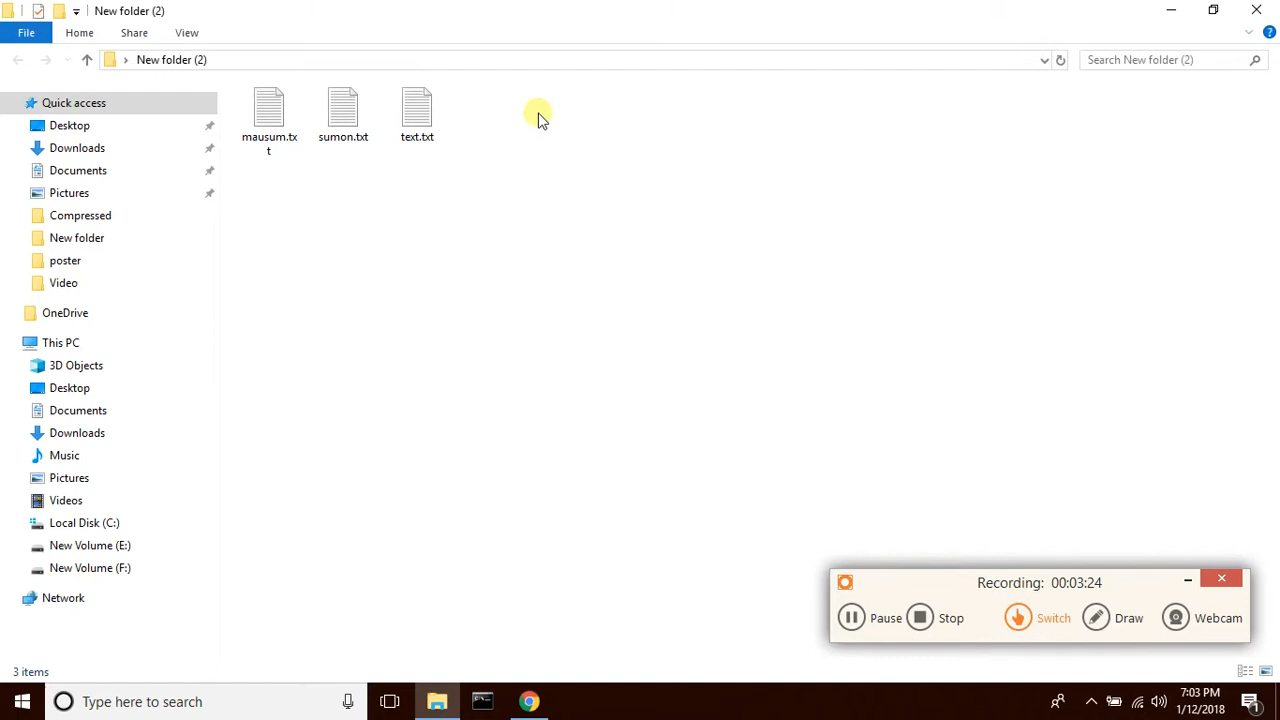 New folder (2)
File
Home
Share
View
New folder (2)
Search New folder (2)
Quick access
Desktop
Downloads
Documents
Pictures
Compressed
New folder
poster
Video
OneDrive
This PC
3D Objects
Desktop
Documents
Downloads
Music
Pictures
Videos
Local Disk (C:)
New Volume (E:)
New Volume (F:)
Network
mausum.tx
t
sumon.txt
text.txt
Recording: 00:03:24
Pause
Stop
Switch
Draw
Webcam
3 items
Type here to search
7:03 PM
1/12/2018
1